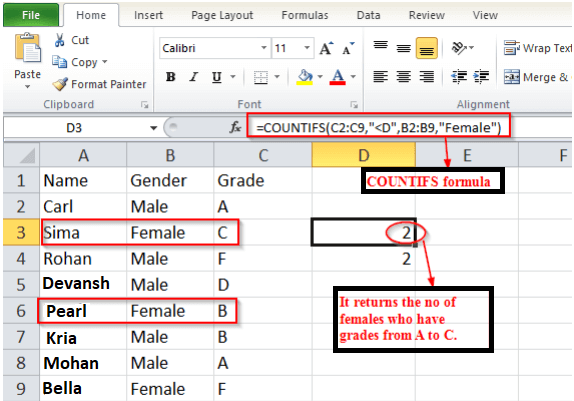 File Home Insert Page Layout Formulas Data Review View
Cut
Copy
Format Painter
Paste
Calibri 11 A A
B I U A
Wrap Text
Merge &
Clipboard Font Alignment
D3 fx =COUNTIFS(C2:C9,"<D",B2:B9,"Female")
A B C D E F
1 Name Gender Grade COUNTIFS formula
2 Carl Male A
3 Sima Female C 2
4 Rohan Male F 2
5 Devansh Male D
6 Pearl Female B
7 Kria Male B
8 Mohan Male A
9 Bella Female F
It returns the no of
females who have
grades from A to C.